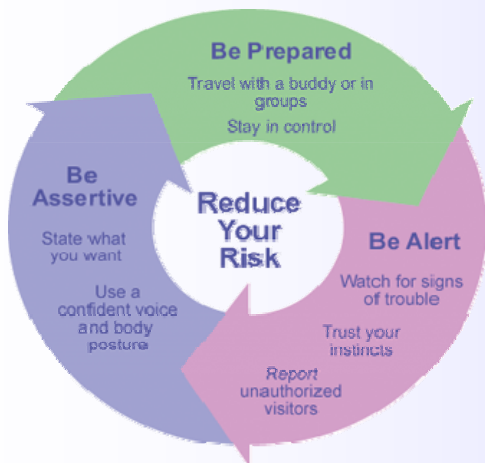 Be Prepared
Travel with a buddy or in
groups
Stay in control
Be
Assertive
State what
you want
Use a
confident voice
and body
posture
Reduce
Your
Risk
Be Alert
Watch for signs
of trouble
Trust your
instincts
Report
unauthorized
visitors